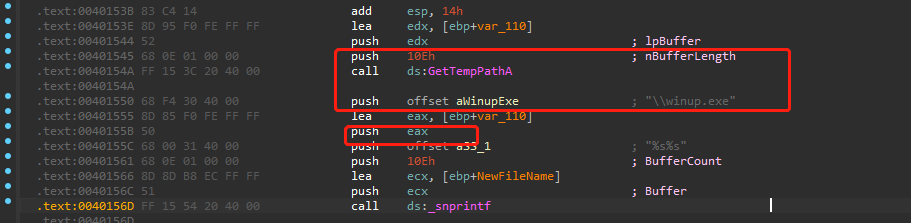 .text:0040153B 83 C4 14 add esp, 14h
.text:0040153E 8D 95 F0 FE FF FF lea edx, [ebp+var_110]
.text:00401544 52 push edx ; lpBuffer
.text:00401545 68 0E 01 00 00 push 10Eh ; nBufferLength
.text:0040154A FF 15 3C 20 40 00 call ds:GetTempPathA
.text:0040154A
.text:00401550 68 F4 30 40 00 push offset aWinupExe ; "\\winup.exe"
.text:00401555 8D 85 F0 FE FF FF lea eax, [ebp+var_110]
.text:0040155B 50 push eax
.text:0040155C 68 00 31 40 00 push offset aSS_1 ; "%s%s"
.text:00401561 68 0E 01 00 00 push 10Eh ; BufferCount
.text:00401566 8D 8D B8 EC FF FF lea ecx, [ebp+NewFileName]
.text:0040156C 51 push ecx ; Buffer
.text:0040156D FF 15 54 20 40 00 call ds:_snprintf
.text:0040156D